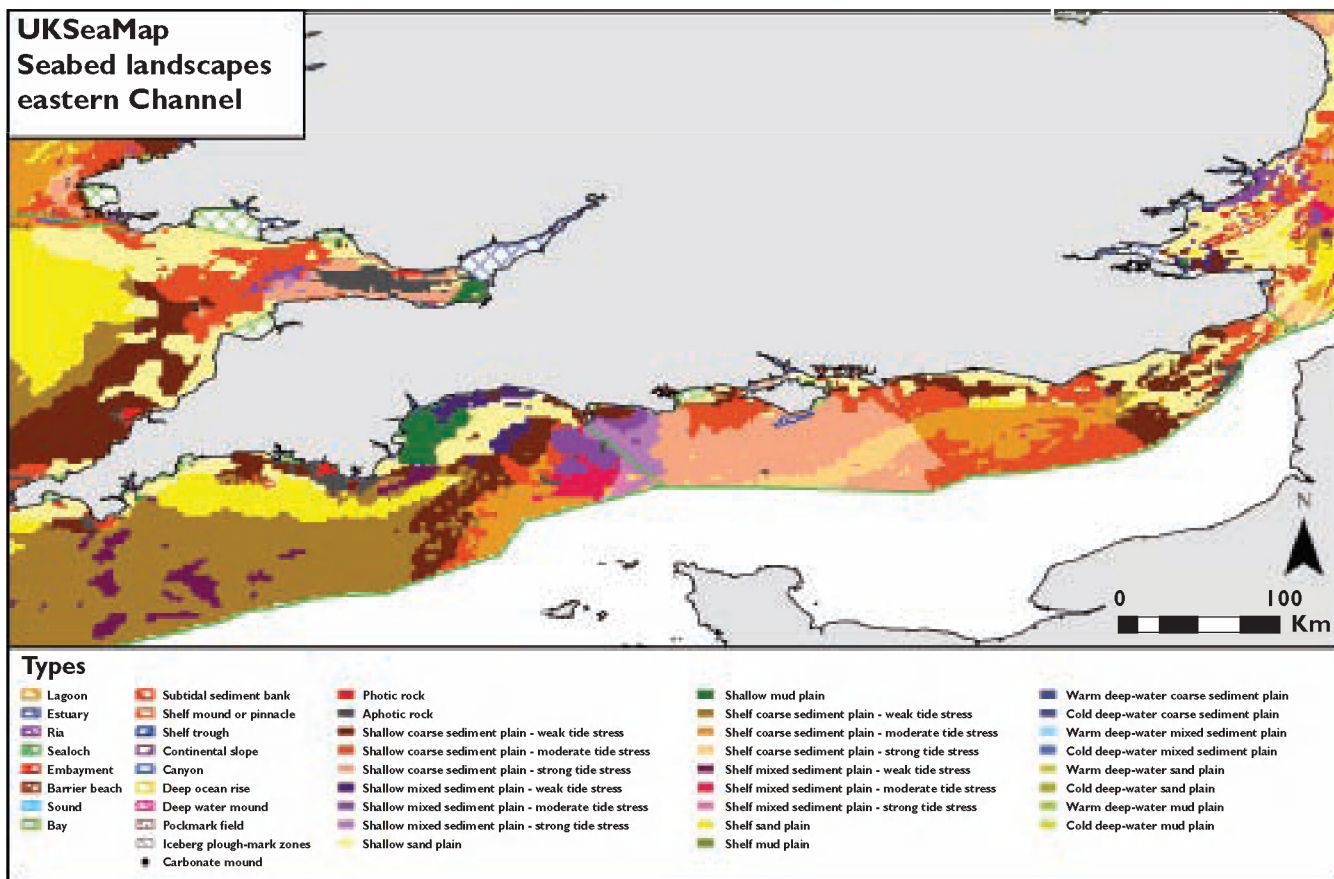 UKSeaMap
Seabed landscapes
eastern Channel
N
0 100
Km
Types
Lagoon
Estuary
Ria
Sealoch
Embayment
Barrier beach
Sound
Bay
Subtidal sediment bank
Shelf mound or pinnacle
Shelf trough
Continental slope
Canyon
Deep ocean rise
Deep water mound
Pockmark field
Iceberg plough-mark zones
Carbonate mound
Photic rock
Aphotic rock
Shallow coarse sediment plain - weak tide stress
Shallow coarse sediment plain - moderate tide stress
Shallow coarse sediment plain - strong tide stress
Shallow mixed sediment plain - weak tide stress
Shallow mixed sediment plain - moderate tide stress
Shallow mixed sediment plain - strong tide stress
Shallow sand plain
Shallow mud plain
Shelf coarse sediment plain - weak tide stress
Shelf coarse sediment plain - moderate tide stress
Shelf coarse sediment plain - strong tide stress
Shelf mixed sediment plain - weak tide stress
Shelf mixed sediment plain - moderate tide stress
Shelf mixed sediment plain - strong tide stress
Shelf sand plain
Shelf mud plain
Warm deep-water coarse sediment plain
Cold deep-water coarse sediment plain
Warm deep-water mixed sediment plain
Cold deep-water mixed sediment plain
Warm deep-water sand plain
Cold deep-water sand plain
Warm deep-water mud plain
Cold deep-water mud plain